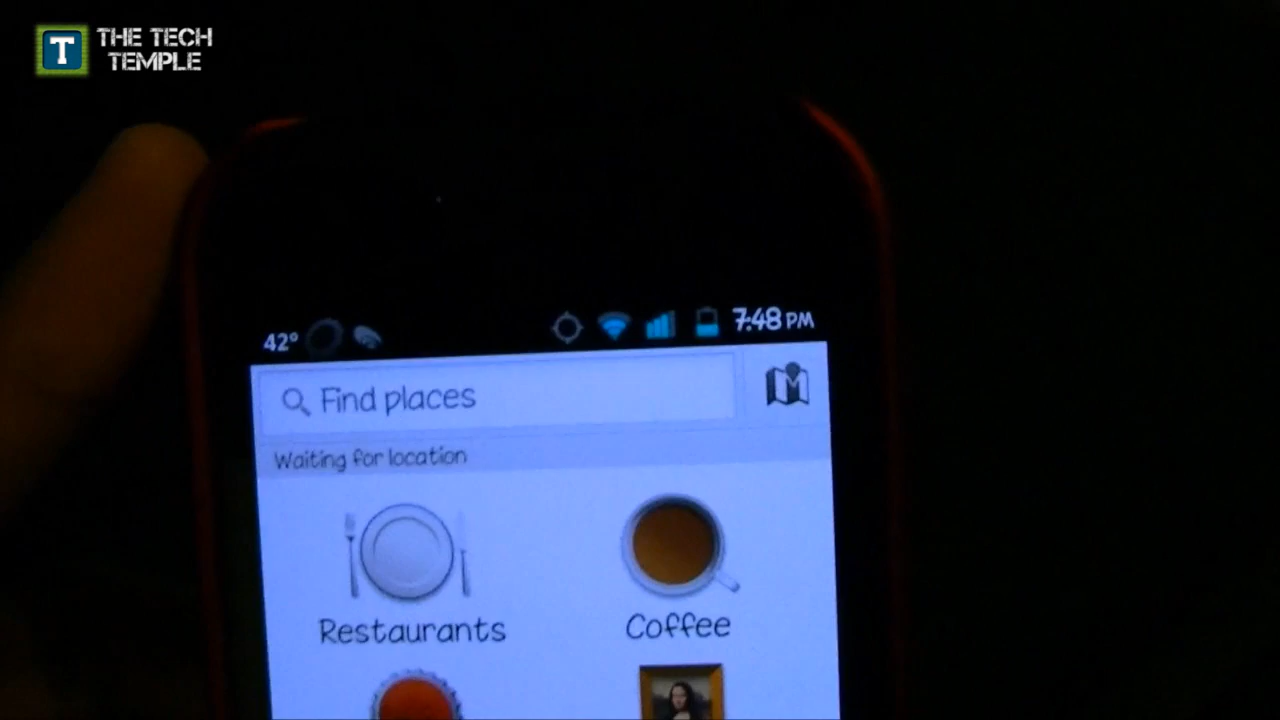 T
THE TECH
TEMPLE
42°
7:48 PM
Find places
Waiting for location
Restaurants
Coffee